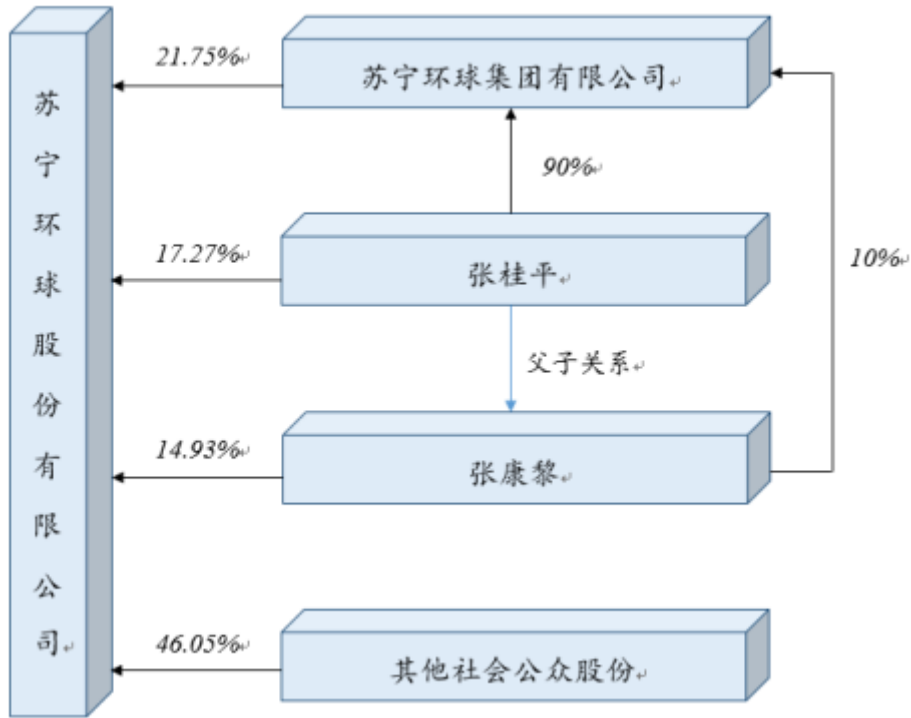 苏宁环球股份有限公司
21.75%
苏宁环球集团有限公司
90%
17.27%
张桂平
10%
父子关系
14.93%
张康黎
46.05%
其他社会公众股份